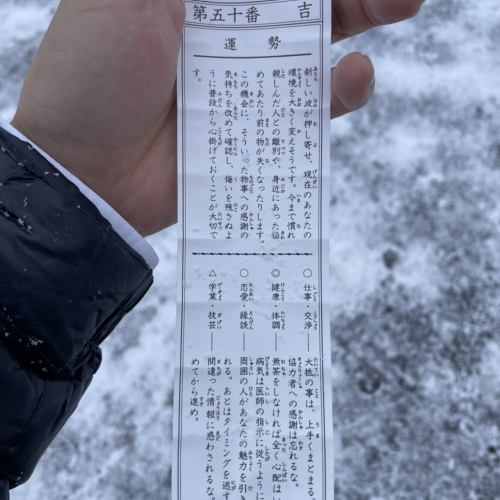 第五十番 吉
運勢
新しい波が押し寄せ、現在のあなたの
環境を大きく変えそうです。今まで慣れ
親しんだ人との離別や、身近にあった極
めてあたり前の物が失くなったりします。
この機会に、そういった物事への感謝の
気持ちを改めて確認し、悔いを残さぬよ
うに普段から心掛けておくことが大切で
す。
○仕事・交渉――大抵の事は、上手くまとまる
協力者への感謝は忘れるな。
◎健康・体調――無茶をしなければ全く心配はい
病気は医師の指示に従うように
○恋愛・縁談――周囲の人があなたの魅力を引き
れる。あとはタイミングを逃す
△学業・技芸――間違った情報に惑わされるな。
めてから進め。